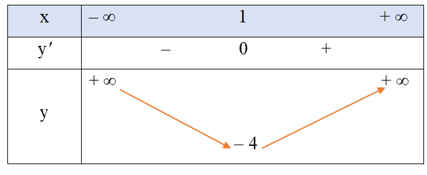 x – ∞ 1 + ∞
y′ – 0 +
+ ∞ + ∞
y
– 4